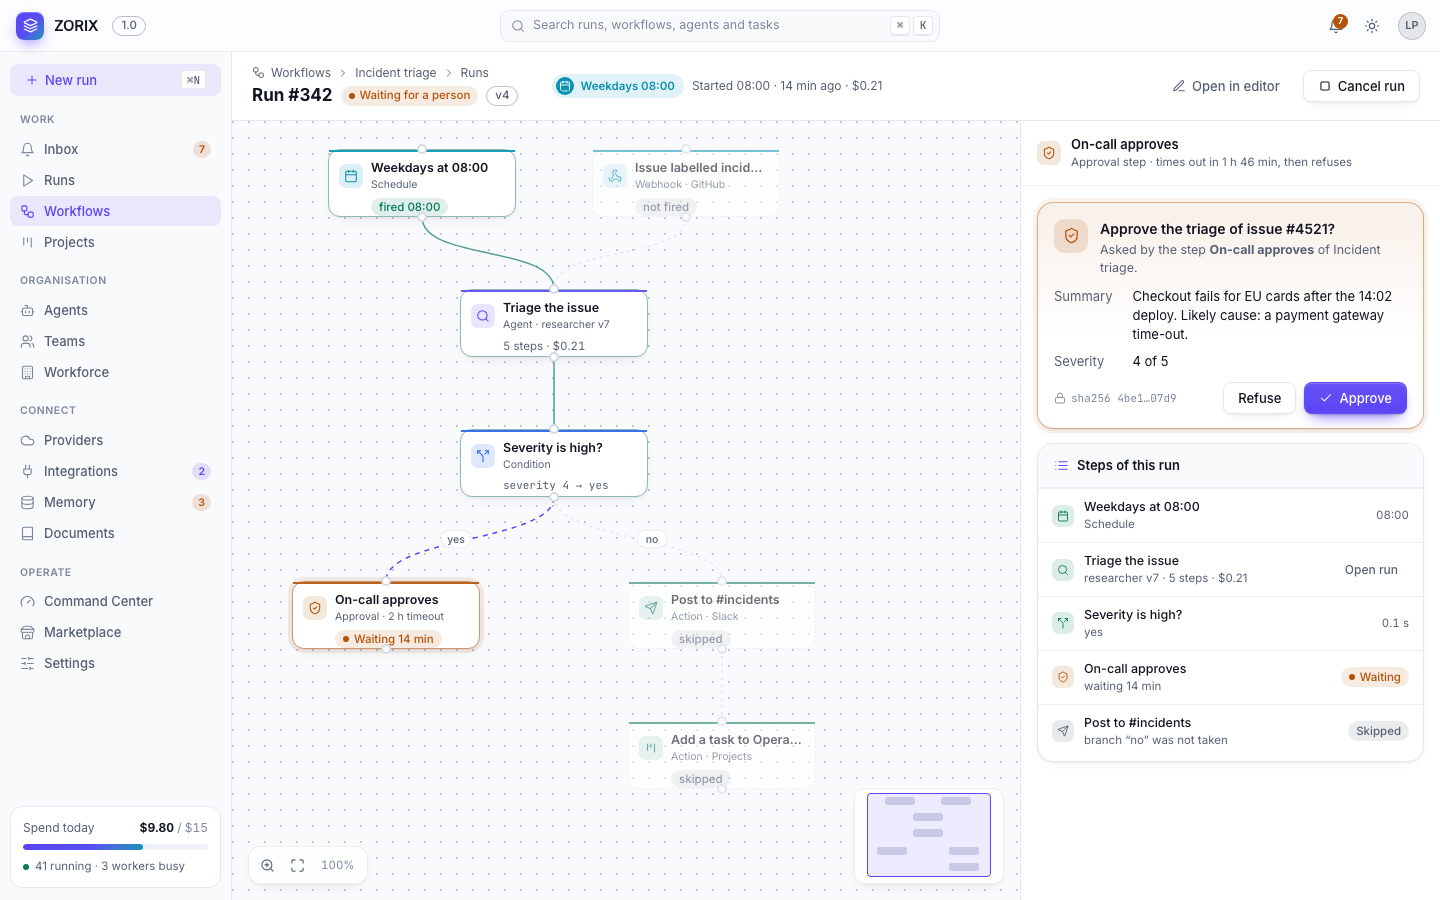 ZORIX 1.0
Search runs, workflows, agents and tasks ⌘ K
7
LP
New run ⌘N
WORK
Inbox 7
Runs
Workflows
Projects
ORGANISATION
Agents
Teams
Workforce
CONNECT
Providers
Integrations 2
Memory 3
Documents
OPERATE
Command Center
Marketplace
Settings
Spend today $9.80 / $15
41 running · 3 workers busy
Workflows > Incident triage > Runs
Run #342 Waiting for a person v4
Weekdays 08:00 Started 08:00 · 14 min ago · $0.21
Open in editor
Cancel run
Weekdays at 08:00
Schedule
fired 08:00
Issue labelled incid…
Webhook · GitHub
not fired
Triage the issue
Agent · researcher v7
5 steps · $0.21
Severity is high?
Condition
severity 4 → yes
yes
no
On-call approves
Approval · 2 h timeout
Waiting 14 min
Post to #incidents
Action · Slack
skipped
Add a task to Opera…
Action · Projects
skipped
100%
On-call approves
Approval step · times out in 1 h 46 min, then refuses
Approve the triage of issue #4521?
Asked by the step On-call approves of Incident
triage.
Summary Checkout fails for EU cards after the 14:02
deploy. Likely cause: a payment gateway
time-out.
Severity 4 of 5
sha256 4be1…07d9
Refuse
Approve
Steps of this run
Weekdays at 08:00
Schedule
08:00
Triage the issue
researcher v7 · 5 steps · $0.21
Open run
Severity is high?
yes
0.1 s
On-call approves
waiting 14 min
Waiting
Post to #incidents
branch “no” was not taken
Skipped